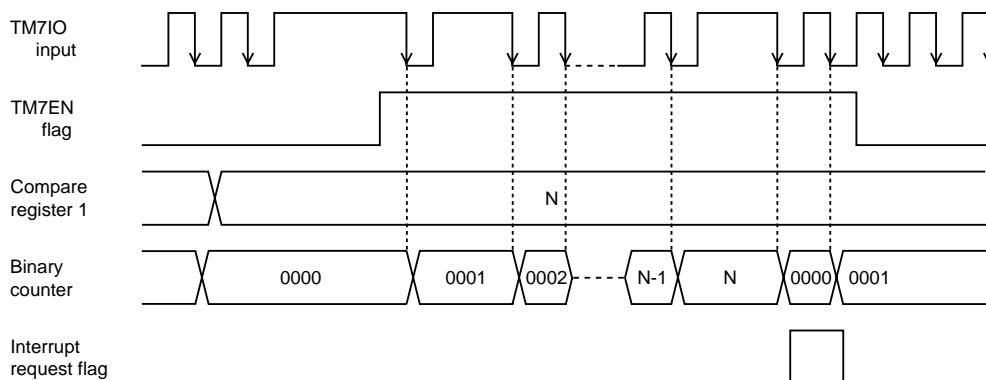 TM7IO
input
TM7EN
flag
Compare
register 1
N
Binary
counter
0000
0001
0002
N-1
N
0000
0001
Interrupt
request flag